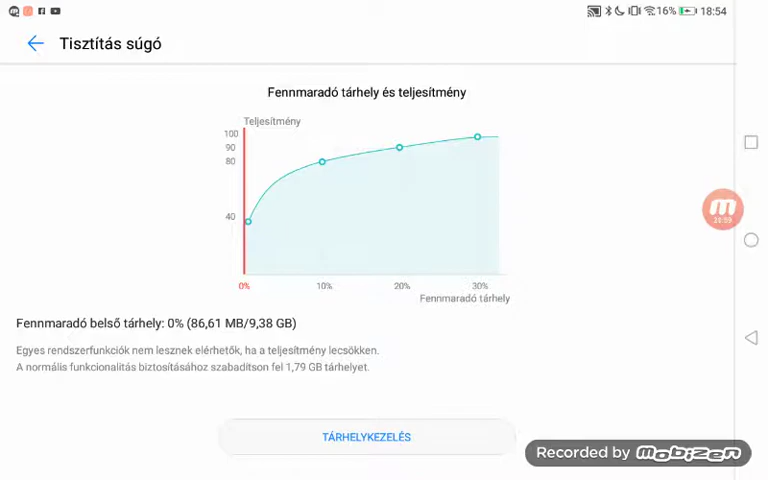 16% 18:54
Tisztítás súgó
Fennmaradó tárhely és teljesítmény
Teljesítmény
100
90
80
40
0% 10% 20% 30%
Fennmaradó tárhely
Fennmaradó belső tárhely: 0% (86,61 MB/9,38 GB)
Egyes rendszerfunkciók nem lesznek elérhetők, ha a teljesítmény lecsökken.
A normális funkcionalitás biztosításához szabadítson fel 1,79 GB tárhelyet.
TÁRHELYKEZELÉS
Recorded by mobizen